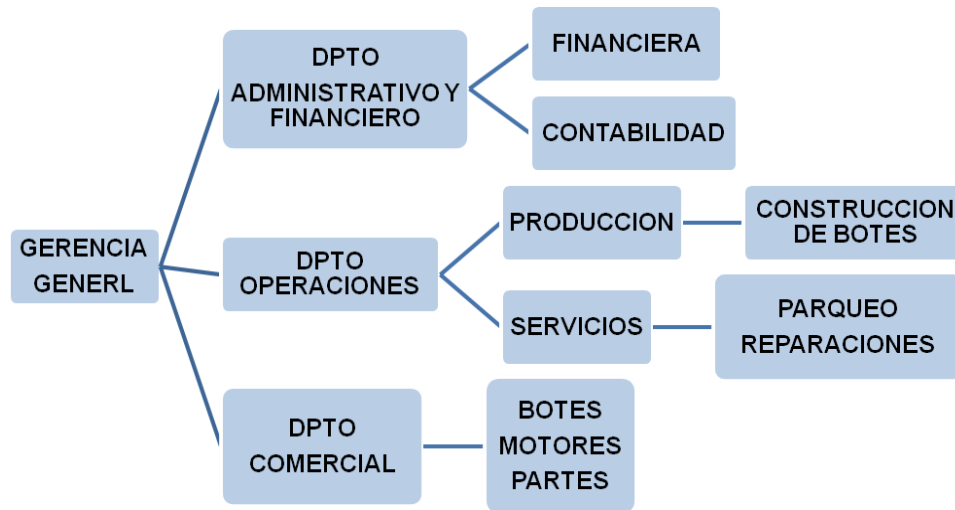 GERENCIA
GENERL
DPTO
ADMINISTRATIVO Y
FINANCIERO
FINANCIERA
CONTABILIDAD
DPTO
OPERACIONES
PRODUCCION
CONSTRUCCION
DE BOTES
SERVICIOS
PARQUEO
REPARACIONES
DPTO
COMERCIAL
BOTES
MOTORES
PARTES